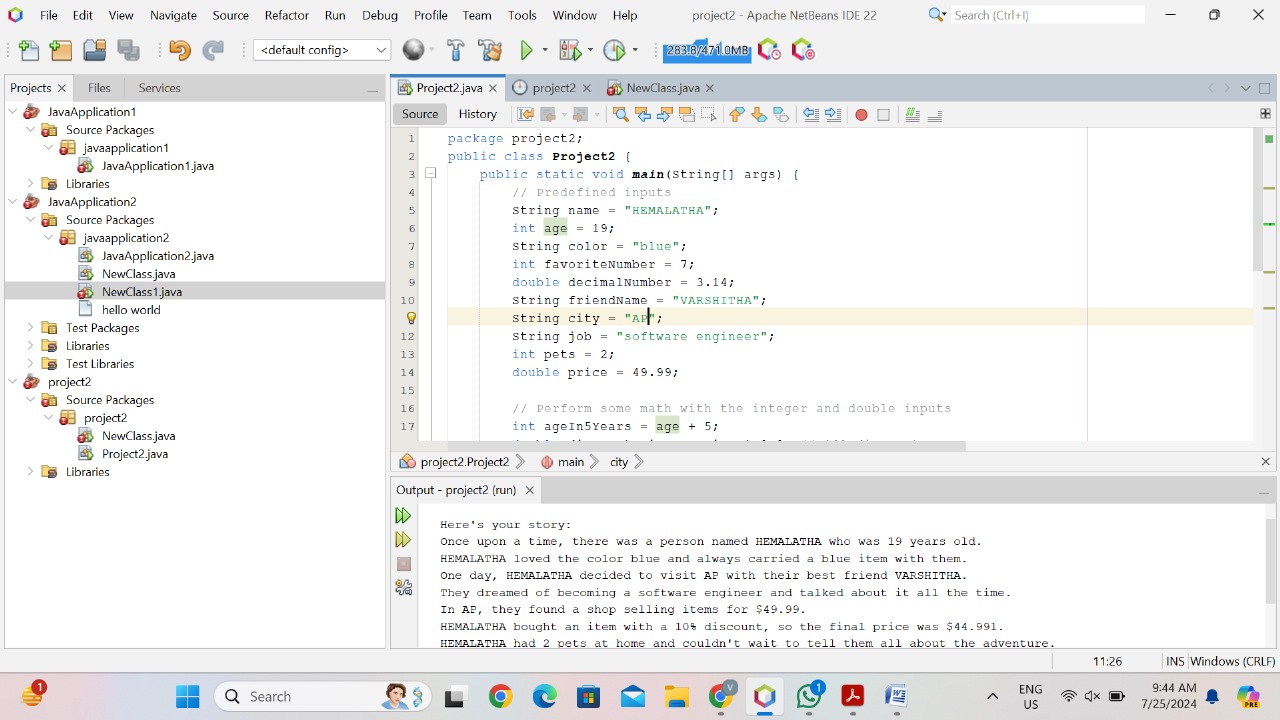 File Edit View Navigate Source Refactor Run Debug Profile Team Tools Window Help project2 - Apache NetBeans IDE 22 Search (Ctrl+I)
<default config> 283.8/471.0MB
Projects Files Services
JavaApplication1
Source Packages
javaapplication1
JavaApplication1.java
Libraries
JavaApplication2
Source Packages
javaapplication2
JavaApplication2.java
NewClass.java
NewClass1.java
hello world
Test Packages
Libraries
Test Libraries
project2
Source Packages
project2
NewClass.java
Project2.java
Libraries
Project2.java project2 NewClass.java
Source History
1 package project2;
2 public class Project2 {
3 public static void main(String[] args) {
4 // Predefined inputs
5 String name = "HEMALATHA";
6 int age = 19;
7 String color = "blue";
8 int favoriteNumber = 7;
9 double decimalNumber = 3.14;
10 String friendName = "VARSHITHA";
String city = "AP";
12 String job = "software engineer";
13 int pets = 2;
14 double price = 49.99;
15
16 // Perform some math with the integer and double inputs
17 int ageIn5Years = age + 5;
project2.Project2 main city
Output - project2 (run)
Here's your story:
Once upon a time, there was a person named HEMALATHA who was 19 years old.
HEMALATHA loved the color blue and always carried a blue item with them.
One day, HEMALATHA decided to visit AP with their best friend VARSHITHA.
They dreamed of becoming a software engineer and talked about it all the time.
In AP, they found a shop selling items for $49.99.
HEMALATHA bought an item with a 10% discount, so the final price was $44.991.
HEMALATHA had 2 pets at home and couldn't wait to tell them all about the adventure.
11:26 INS Windows (CRLF)
1 Search V 1 ENG US 9:44 AM 7/25/2024 PRE